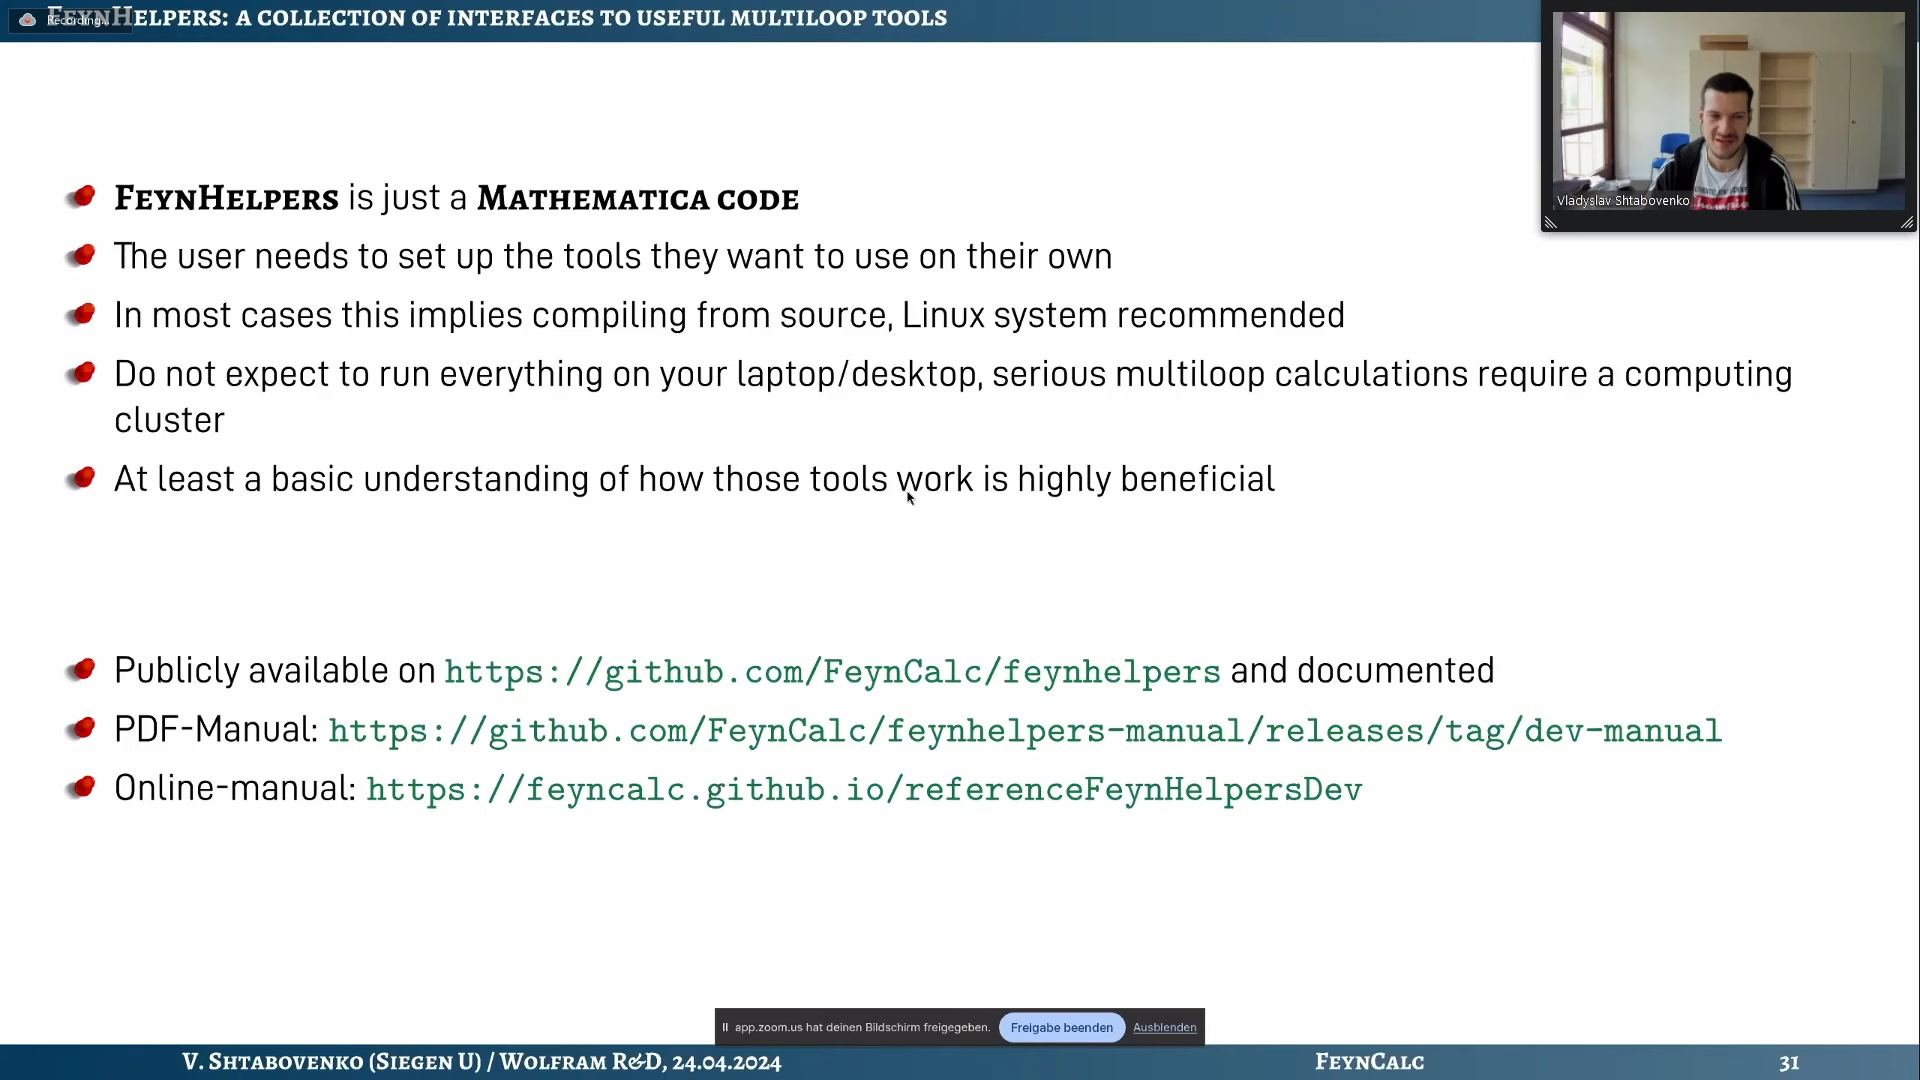 Recording...
FeynHelpers: a collection of interfaces to useful multiloop tools
Vladyslav Shtabovenko
FeynHelpers is just a Mathematica code
The user needs to set up the tools they want to use on their own
In most cases this implies compiling from source, Linux system recommended
Do not expect to run everything on your laptop/desktop, serious multiloop calculations require a computing
cluster
At least a basic understanding of how those tools work is highly beneficial
Publicly available on https://github.com/FeynCalc/feynhelpers and documented
PDF-Manual: https://github.com/FeynCalc/feynhelpers-manual/releases/tag/dev-manual
Online-manual: https://feyncalc.github.io/referenceFeynHelpersDev
app.zoom.us hat deinen Bildschirm freigegeben. Freigabe beenden Ausblenden
V. Shtabovenko (Siegen U) / Wolfram R&D, 24.04.2024 FeynCalc 31